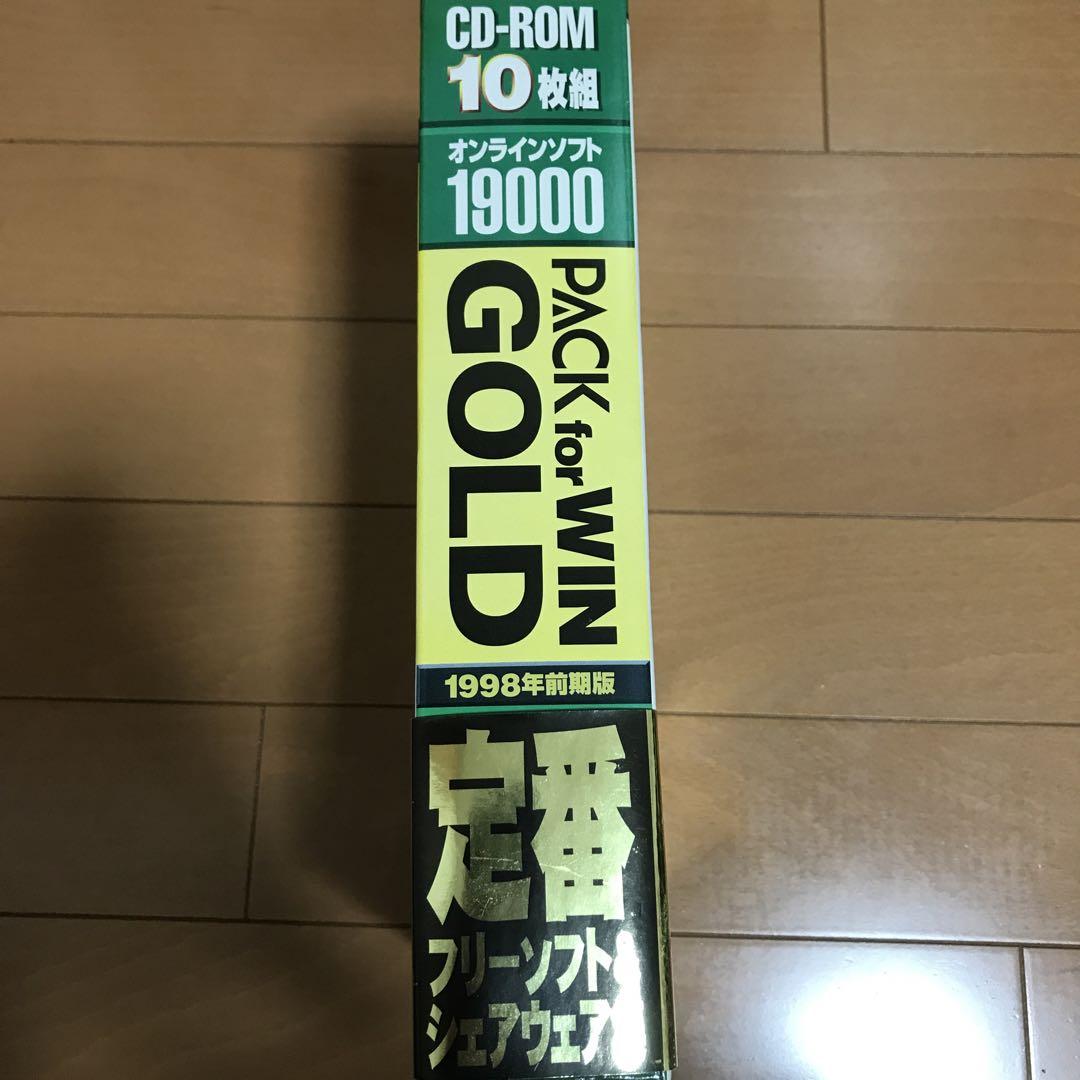 CD-ROM
10枚組
オンラインソフト
19000
PACK for WIN
GOLD
1998年前期版
定番
フリーソフト&
シェアウェア